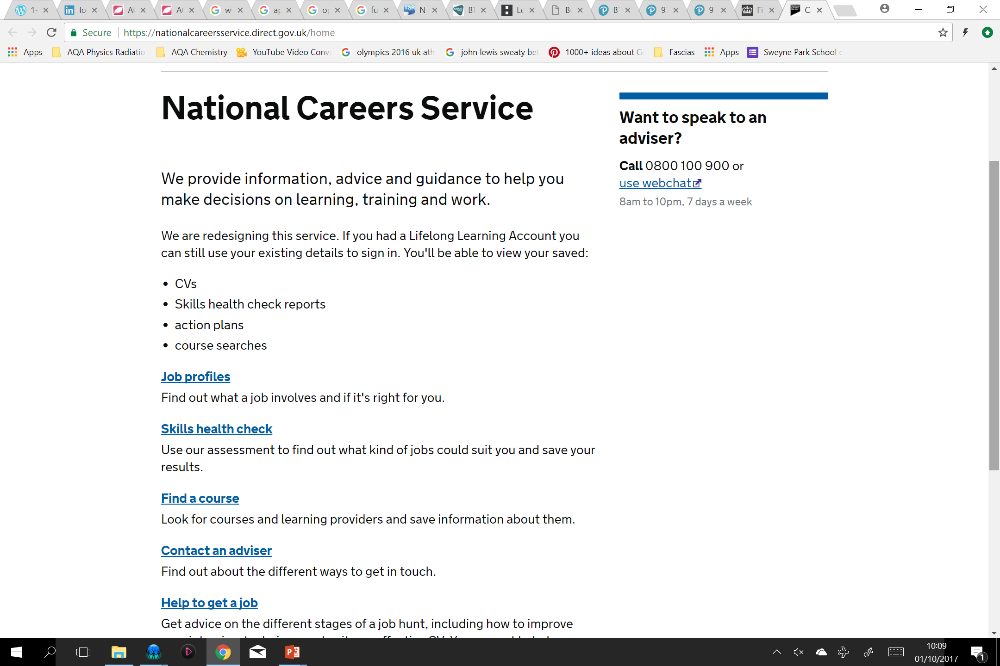 1-
lo
w
N
Fi
Secure
https://nationalcareersservice.direct.gov.uk/home
Apps
AQA Physics Radiatio
AQA Chemistry
YouTube Video Conve
olympics 2016 uk ath
john lewis sweaty bet
1000+ ideas about G
Fascias
Apps
Sweyne Park School
National Careers Service
We provide information, advice and guidance to help you
make decisions on learning, training and work.
We are redesigning this service. If you had a Lifelong Learning Account you
can still use your existing details to sign in. You'll be able to view your saved:
• CVs
• Skills health check reports
• action plans
• course searches
Job profiles
Find out what a job involves and if it's right for you.
Skills health check
Use our assessment to find out what kind of jobs could suit you and save your
results.
Find a course
Look for courses and learning providers and save information about them.
Contact an adviser
Find out about the different ways to get in touch.
Help to get a job
Get advice on the different stages of a job hunt, including how to improve
Want to speak to an
adviser?
Call 0800 100 900 or
use webchat
8am to 10pm, 7 days a week
10:09
01/10/2017
1